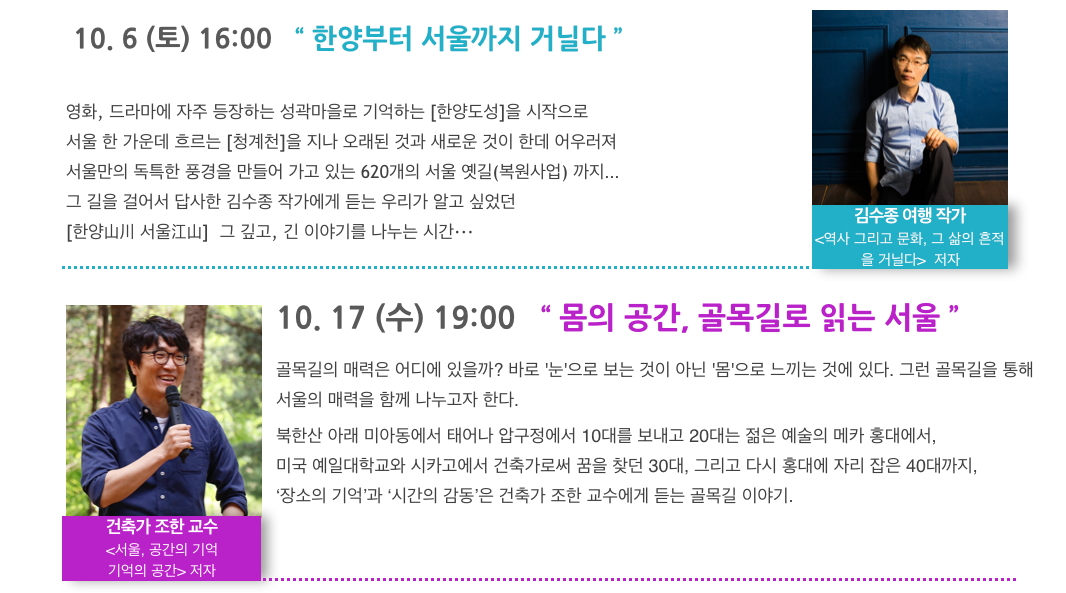 10. 6 (토) 16:00 “ 한양부터 서울까지 거닐다 ”
영화, 드라마에 자주 등장하는 성곽마을로 기억하는 [한양도성]을 시작으로
서울 한 가운데 흐르는 [청계천]을 지나 오래된 것과 새로운 것이 한데 어우러져
서울만의 독특한 풍경을 만들어 가고 있는 620개의 서울 옛길(복원사업) 까지...
그 길을 걸어서 답사한 김수종 작가에게 듣는 우리가 알고 싶었던
[한양山川 서울江山] 그 깊고, 긴 이야기를 나누는 시간···
김수종 여행 작가
<역사 그리고 문화, 그 삶의 흔적
을 거닐다> 저자
10. 17 (수) 19:00 “ 몸의 공간, 골목길로 읽는 서울 ”
골목길의 매력은 어디에 있을까? 바로 '눈'으로 보는 것이 아닌 '몸'으로 느끼는 것에 있다. 그런 골목길을 통해
서울의 매력을 함께 나누고자 한다.
북한산 아래 미아동에서 태어나 압구정에서 10대를 보내고 20대는 젊은 예술의 메카 홍대에서,
미국 예일대학교와 시카고에서 건축가로써 꿈을 찾던 30대, 그리고 다시 홍대에 자리 잡은 40대까지,
‘장소의 기억’과 ‘시간의 감동’은 건축가 조한 교수에게 듣는 골목길 이야기.
건축가 조한 교수
<서울, 공간의 기억
기억의 공간> 저자